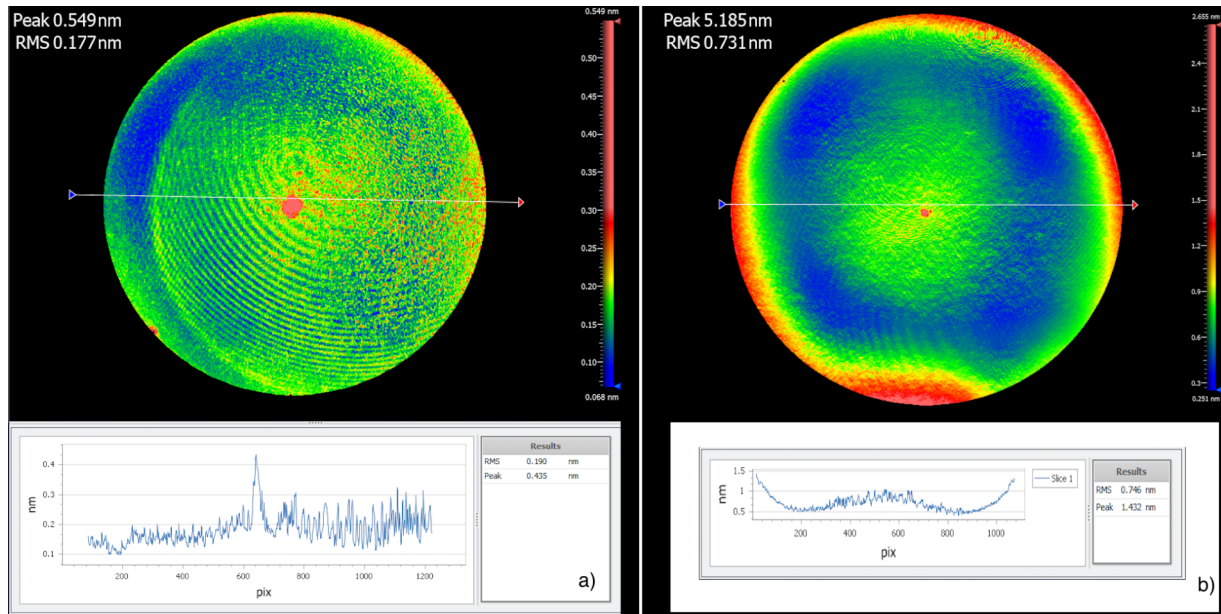 Peak 0.549 nm
RMS 0.177 nm
0.549 nm
0.50
0.45
0.40
0.35
0.30
0.25
0.20
0.15
0.10
0.068 nm
nm
0.4
0.3
0.2
0.1
200
400
600
800
1000
1200
pix
Results
RMS 0.190 nm
Peak 0.435 nm
a)
Peak 5.185 nm
RMS 0.731 nm
2.655 nm
2.4
2.1
1.8
1.5
1.2
0.9
0.6
0.3
0.251 nm
nm
1.5
1
0.5
200
400
600
800
1000
pix
Slice 1
Results
RMS 0.746 nm
Peak 1.432 nm
b)